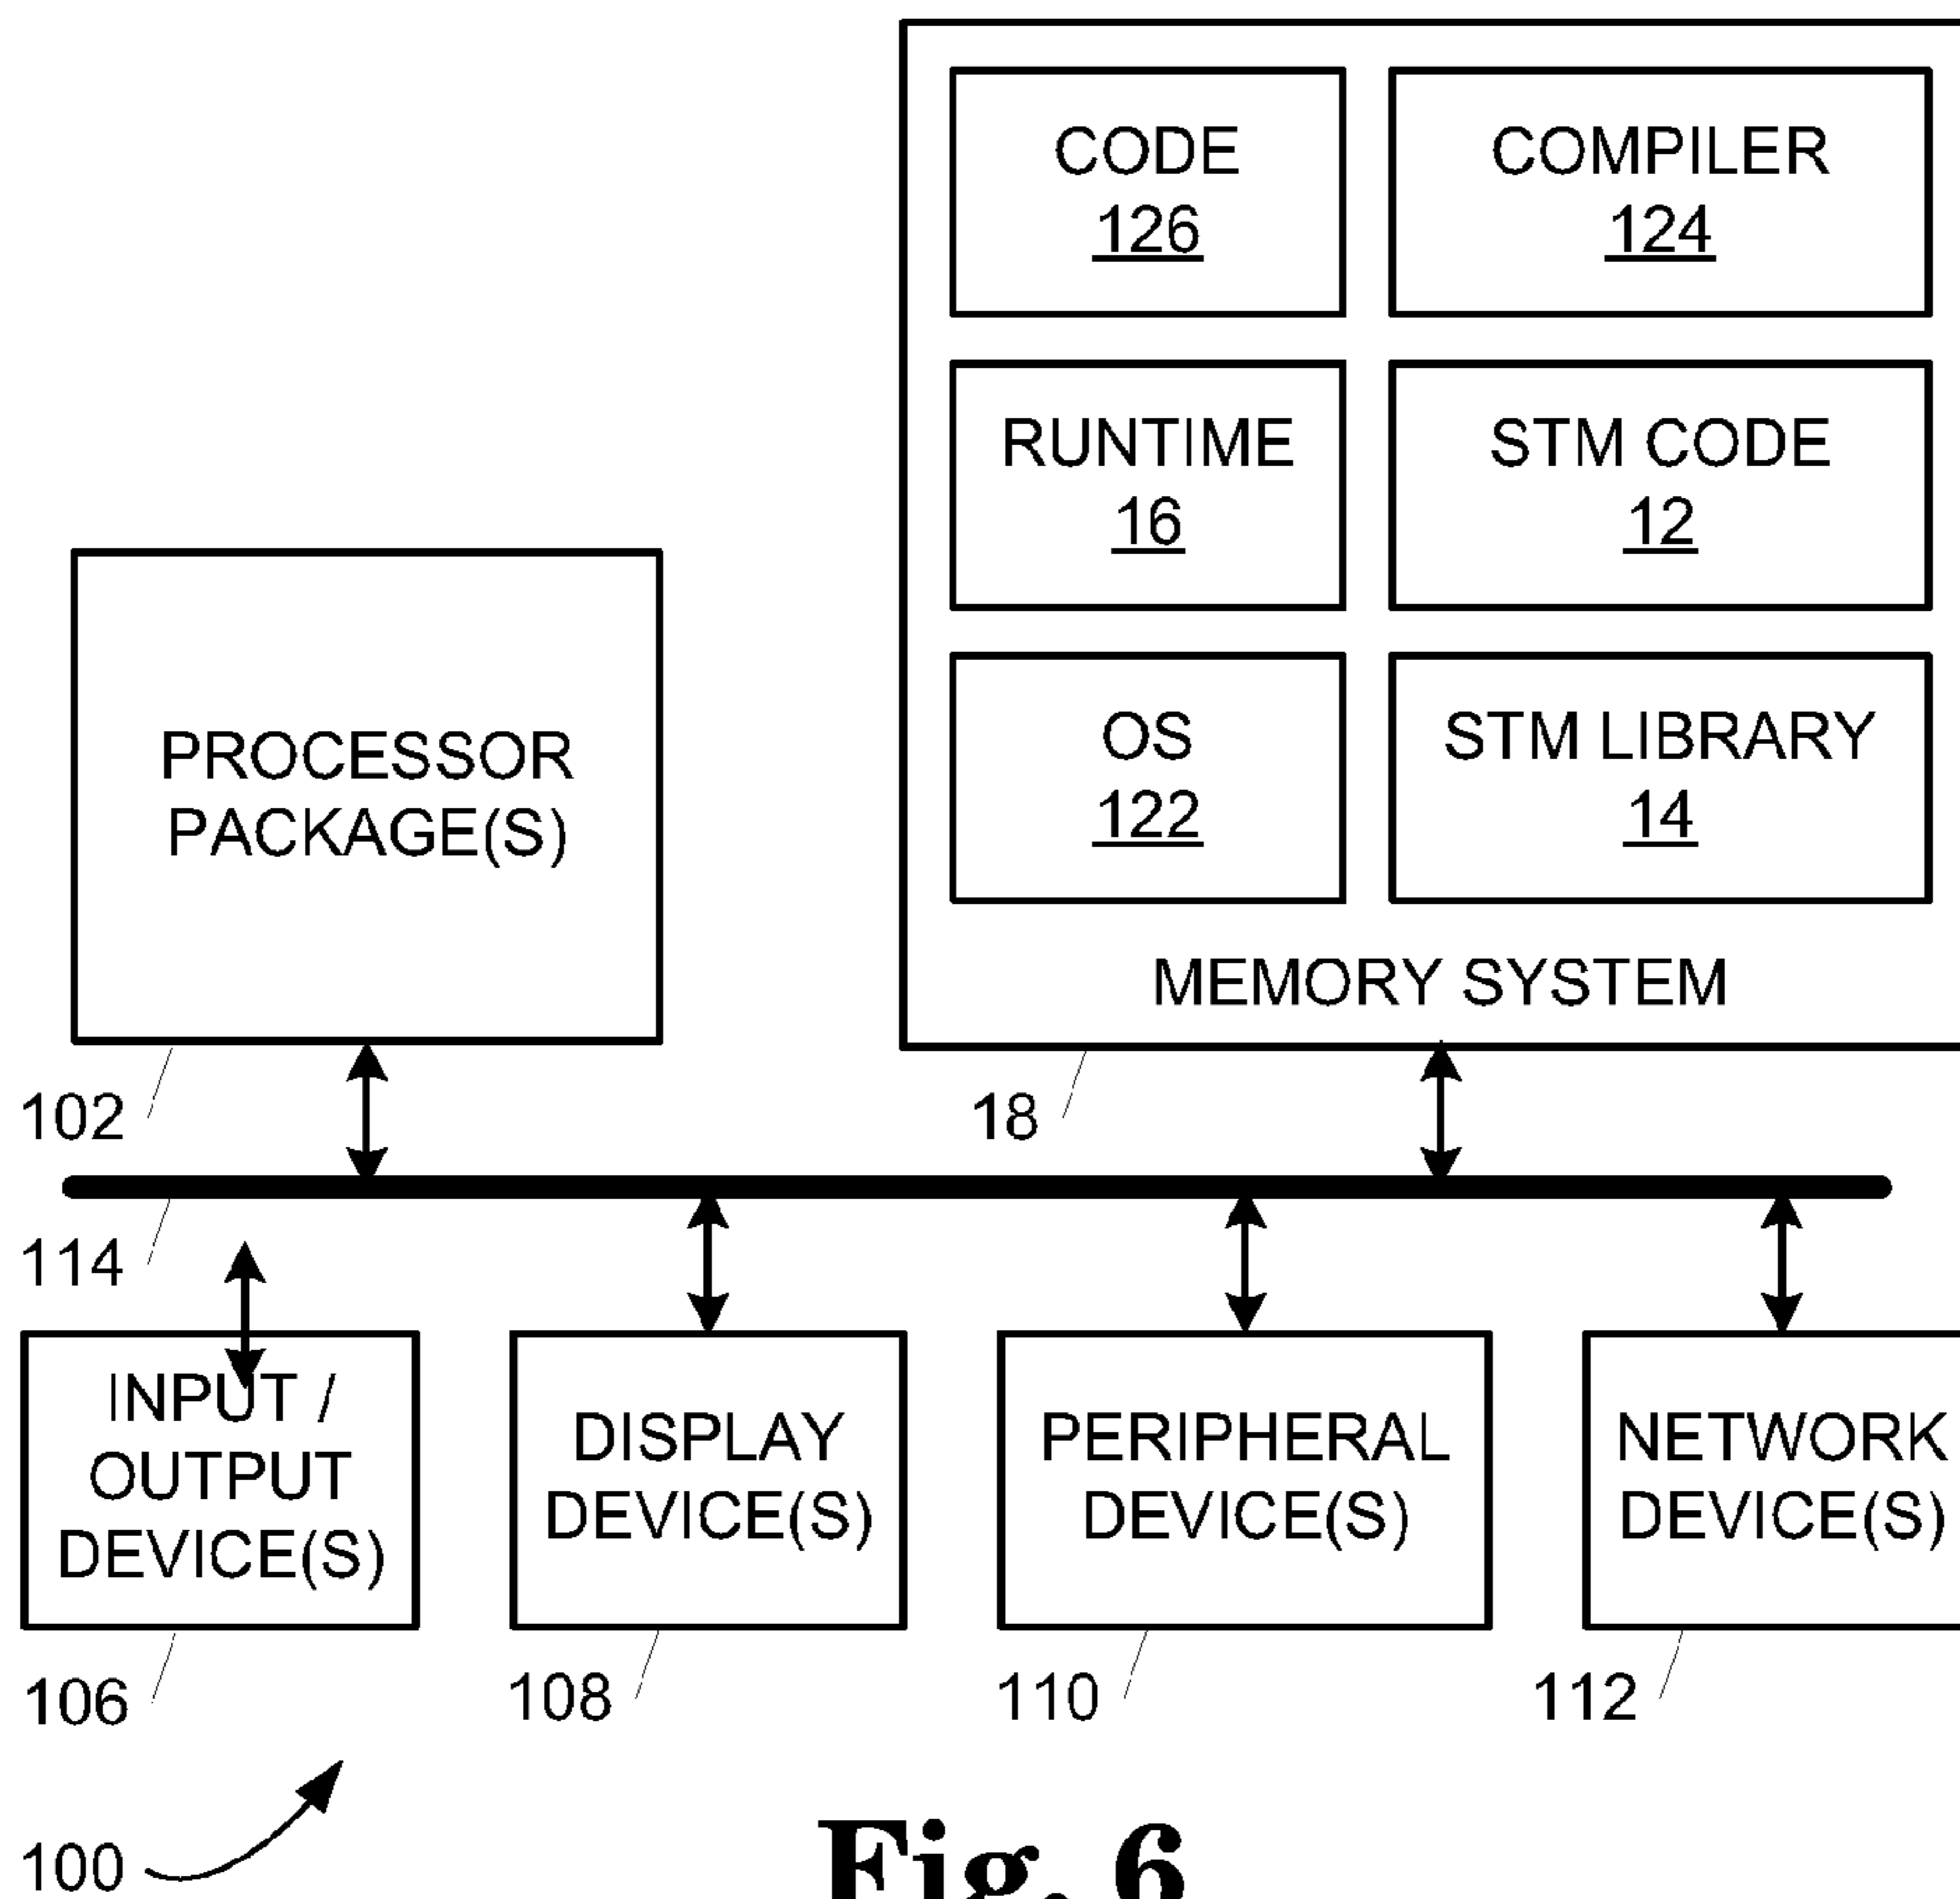 CODE
126
COMPILER
124
RUNTIME
16
STM CODE
12
OS
122
STM LIBRARY
14
MEMORY SYSTEM
PROCESSOR
PACKAGE(S)
102
18
114
INPUT /
OUTPUT
DEVICE(S)
DISPLAY
DEVICE(S)
PERIPHERAL
DEVICE(S)
NETWORK
DEVICE(S)
106
108
110
112
100
Fig. 6